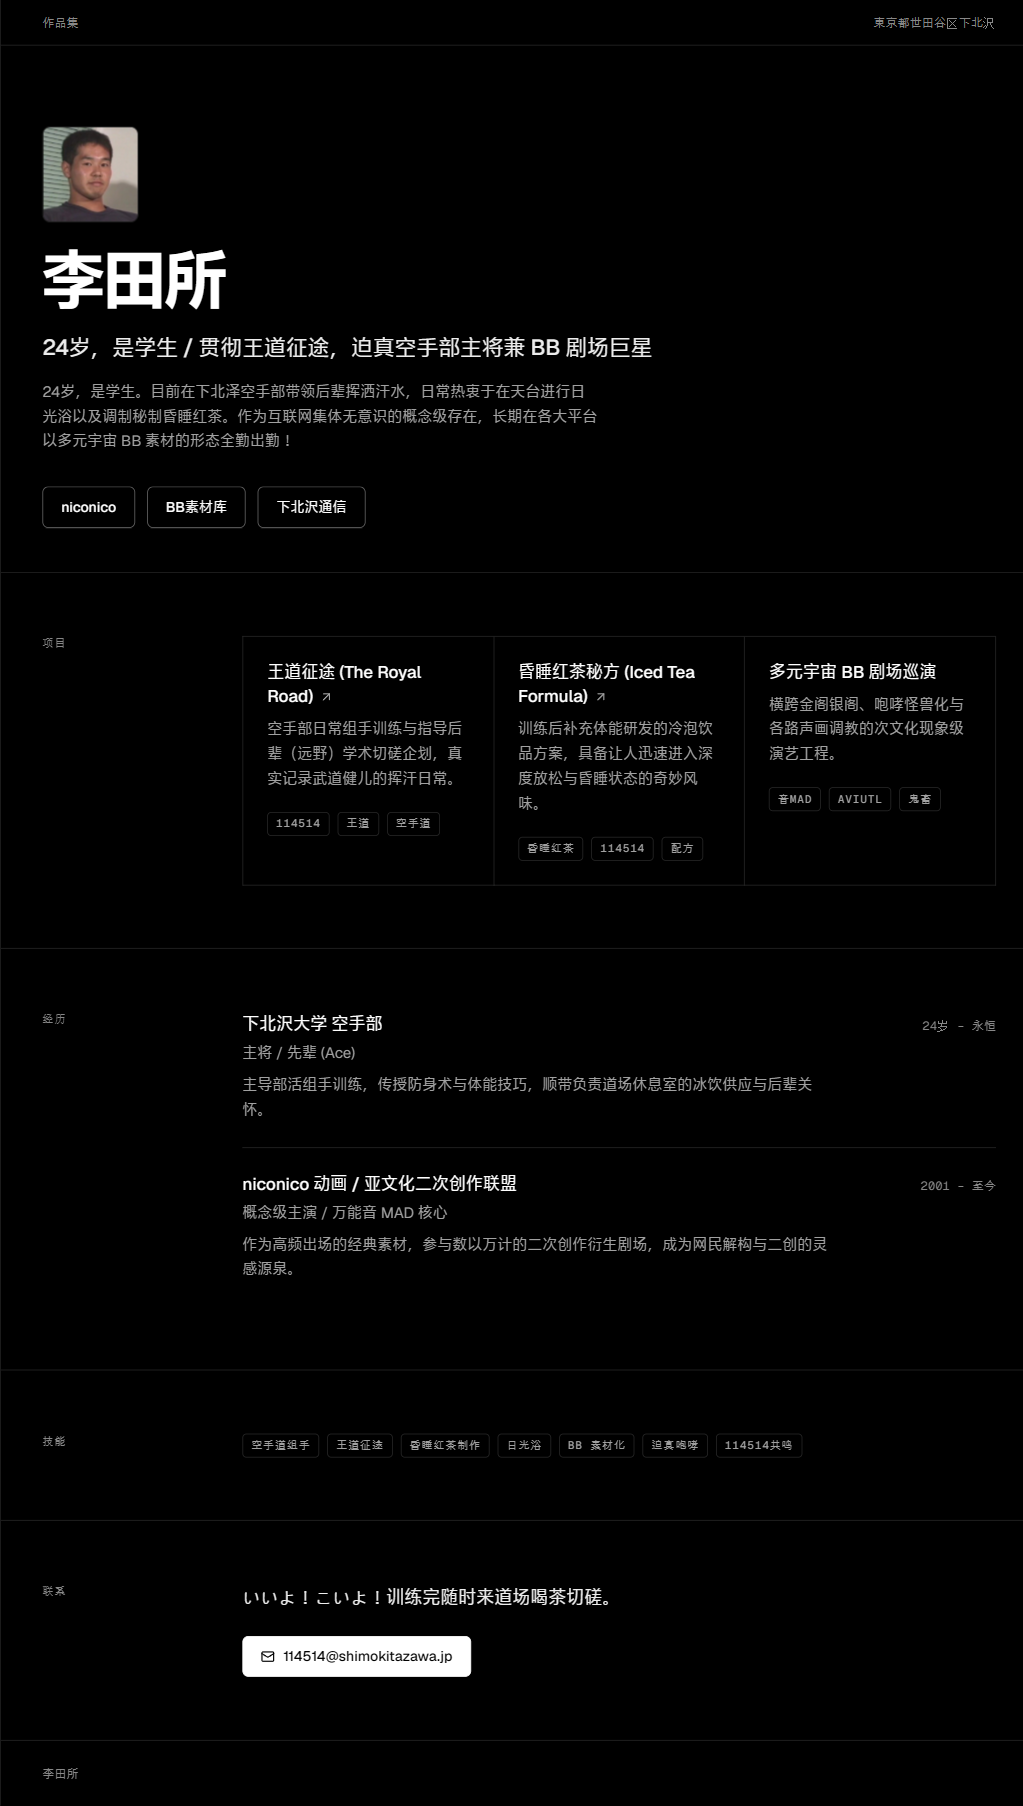 作品集
東京都世田谷区下北沢
李田所
24岁，是学生 / 贯彻王道征途，迫真空手部主将兼 BB 剧场巨星
24岁，是学生。目前在下北泽空手部带领后辈挥洒汗水，日常热衷于在天台进行日
光浴以及调制秘制昏睡红茶。作为互联网集体无意识的概念级存在，长期在各大平台
以多元宇宙 BB 素材的形态全勤出勤！
niconico
BB素材库
下北沢通信
项目
王道征途 (The Royal
Road) ↗
空手部日常组手训练与指导后
辈（远野）学术切磋企划，真
实记录武道健儿的挥汗日常。
114514
王道
空手道
昏睡红茶秘方 (Iced Tea
Formula) ↗
训练后补充体能研发的冷泡饮
品方案，具备让人迅速进入深
度放松与昏睡状态的奇妙风
味。
昏睡红茶
114514
配方
多元宇宙 BB 剧场巡演
横跨金阁银阁、咆哮怪兽化与
各路声画调教的次文化现象级
演艺工程。
音MAD
AVIUTL
鬼畜
经历
下北沢大学 空手部
24岁 - 永恒
主将 / 先辈 (Ace)
主导部活组手训练，传授防身术与体能技巧，顺带负责道场休息室的冰饮供应与后辈关
怀。
niconico 动画 / 亚文化二次创作联盟
2001 - 至今
概念级主演 / 万能音 MAD 核心
作为高频出场的经典素材，参与数以万计的二次创作衍生剧场，成为网民解构与二创的灵
感源泉。
技能
空手道组手
王道征途
昏睡红茶制作
日光浴
BB 素材化
迫真咆哮
114514共鸣
联系
いいよ！こいよ！训练完随时来道场喝茶切磋。
114514@shimokitazawa.jp
李田所